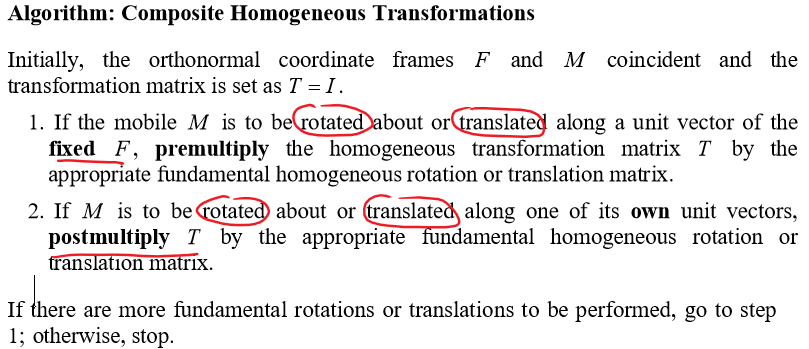 Algorithm: Composite Homogeneous Transformations
Initially, the orthonormal coordinate frames F and M coincident and the
transformation matrix is set as T = I.
1. If the mobile M is to be rotated about or translated along a unit vector of the
fixed F, premultiply the homogeneous transformation matrix T by the
appropriate fundamental homogeneous rotation or translation matrix.
2. If M is to be rotated about or translated along one of its own unit vectors,
postmultiply T by the appropriate fundamental homogeneous rotation or
translation matrix.
If there are more fundamental rotations or translations to be performed, go to step
1; otherwise, stop.